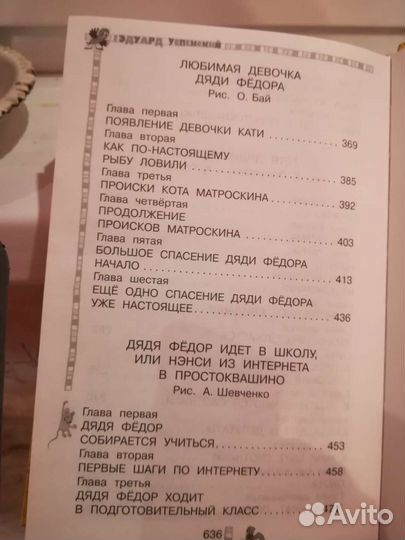 ЭДУАРД УСПЕНСКИЙ
ЛЮБИМАЯ ДЕВОЧКА
ДЯДИ ФЁДОРА
Рис. О. Бай
Глава первая
ПОЯВЛЕНИЕ ДЕВОЧКИ КАТИ 369
Глава вторая
КАК ПО-НАСТОЯЩЕМУ
РЫБУ ЛОВИЛИ 385
Глава третья
ПРОИСКИ КОТА МАТРОСКИНА 392
Глава четвёртая
ПРОДОЛЖЕНИЕ
ПРОИСКОВ МАТРОСКИНА 403
Глава пятая
БОЛЬШОЕ СПАСЕНИЕ ДЯДИ ФЁДОРА
НАЧАЛО 413
Глава шестая
ЕЩЁ ОДНО СПАСЕНИЕ ДЯДИ ФЁДОРА
УЖЕ НАСТОЯЩЕЕ 436
ДЯДЯ ФЁДОР ИДЕТ В ШКОЛУ,
ИЛИ НЭНСИ ИЗ ИНТЕРНЕТА
В ПРОСТОКВАШИНО
Рис. А. Шевченко
Глава первая
ДЯДЯ ФЁДОР
СОБИРАЕТСЯ УЧИТЬСЯ 453
Глава вторая
ПЕРВЫЕ ШАГИ ПО ИНТЕРНЕТУ 458
Глава третья
ДЯДЯ ФЁДОР ХОДИТ
В ПОДГОТОВИТЕЛЬНЫЙ КЛАСС
636
Avito